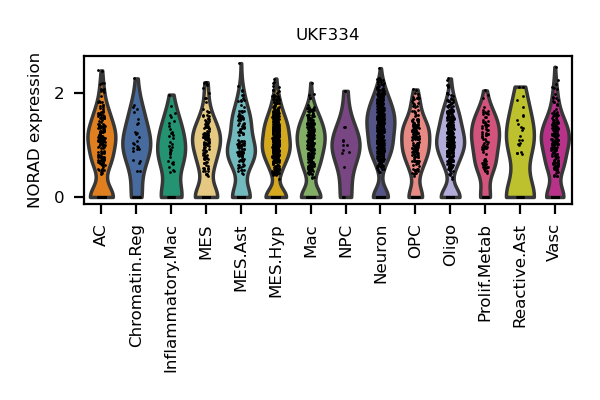 UKF334
NORAD expression
2
0
AC
Chromatin.Reg
Inflammatory.Mac
MES
MES.Ast
MES.Hyp
Mac
NPC
Neuron
OPC
Oligo
Prolif.Metab
Reactive.Ast
Vasc